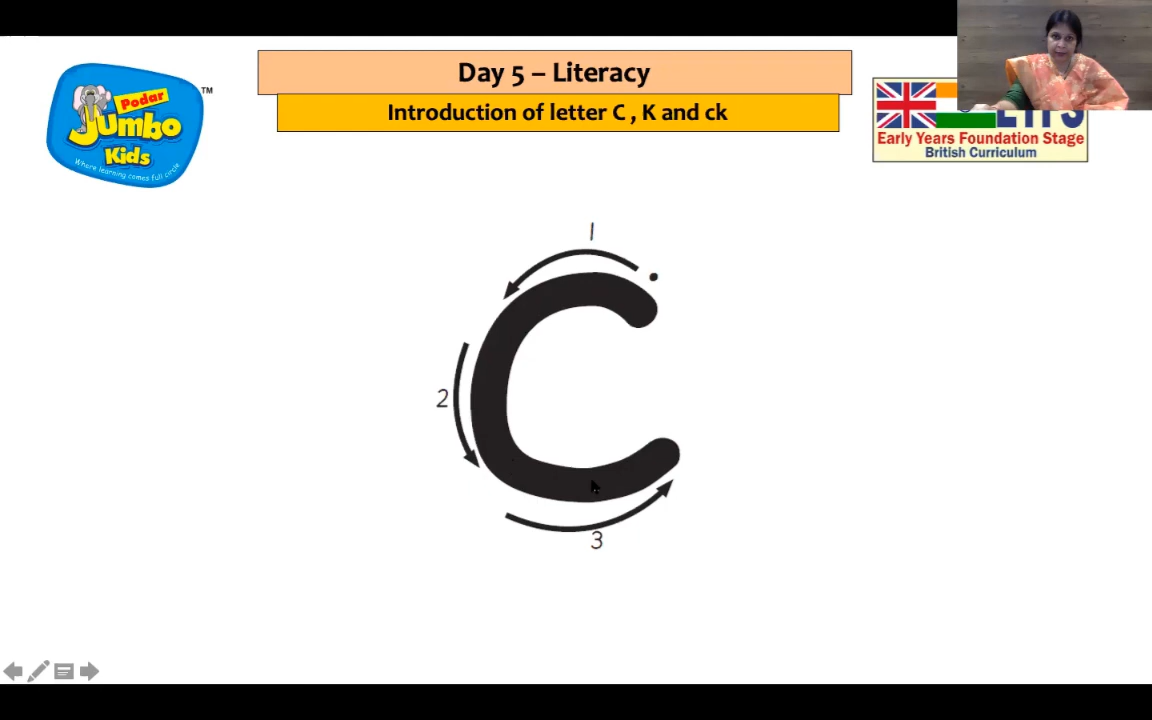 Day 5 – Literacy
Introduction of letter C , K and ck
Podar
Jumbo
Kids
Where learning comes full circle
TM
Early Years Foundation Stage
British Curriculum
1
C
2
3